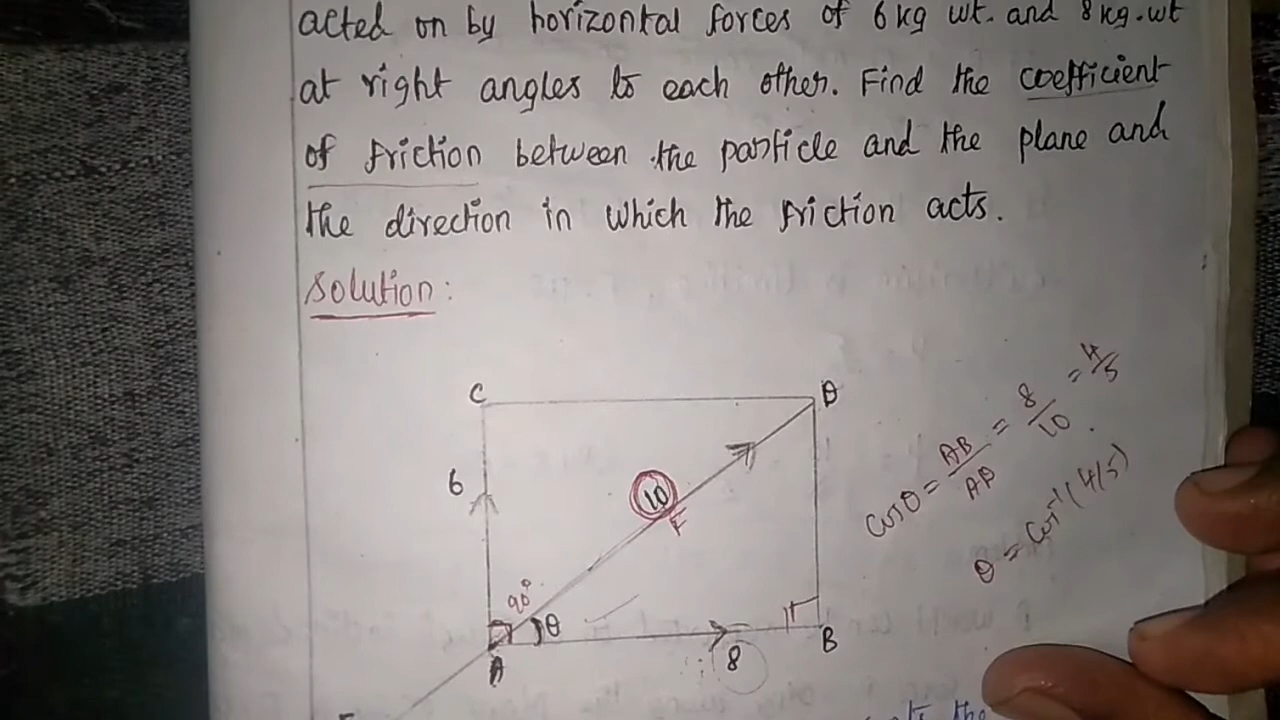 acted on by horizontal forces of 6 kg wt. and 8 kg.wt
at right angles to each other. Find the coefficient
of friction between the particle and the plane and
the direction in which the friction acts.
Solution:
C
D
6
10
F
90°
θ
A
8
B
cosθ = AB/AD = 8/10 = 4/5
θ = cos⁻¹(4/5)
the